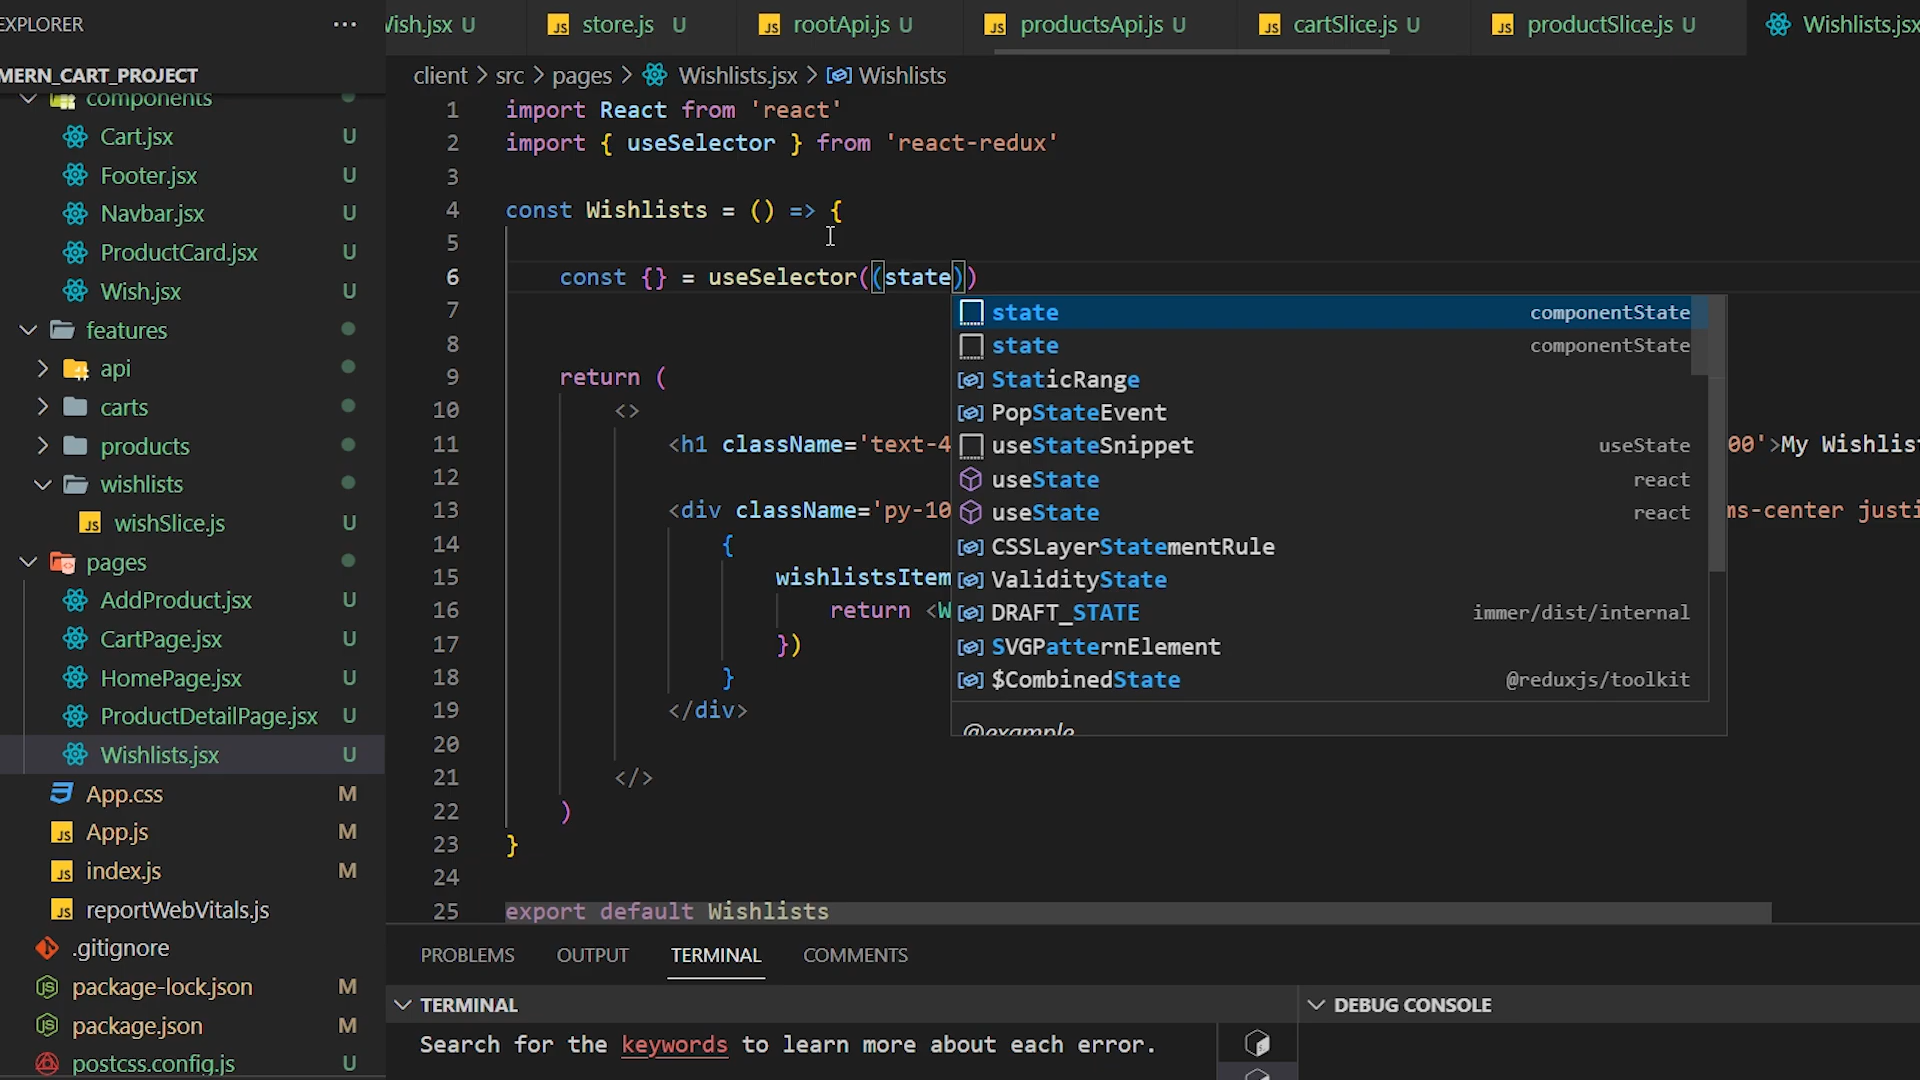 EXPLORER
MERN_CART_PROJECT
components
Cart.jsx U
Footer.jsx U
Navbar.jsx U
ProductCard.jsx U
Wish.jsx U
features
api
carts
products
wishlists
wishSlice.js U
pages
AddProduct.jsx U
CartPage.jsx U
HomePage.jsx U
ProductDetailPage.jsx U
Wishlists.jsx U
App.css M
App.js M
index.js M
reportWebVitals.js
.gitignore
package-lock.json M
package.json M
postcss.config.js U
Wish.jsx U
store.js U
rootApi.js U
productsApi.js U
cartSlice.js U
productSlice.js U
Wishlists.jsx
client > src > pages > Wishlists.jsx > Wishlists
1 import React from 'react'
2 import { useSelector } from 'react-redux'
3
4 const Wishlists = () => {
5
6 const {} = useSelector((state))
7
8
9 return (
10 <>
11 <h1 className='text-4 00'>My Wishlis
12
13 <div className='py-10 ms-center justi
14 {
15 wishlistsItem
16 return <W
17 })
18 }
19 </div>
20
21 </>
22 )
23 }
24
25 export default Wishlists
state componentState
state componentState
StaticRange
PopStateEvent
useStateSnippet useState
useState react
useState react
CSSLayerStatementRule
ValidityState
DRAFT_STATE immer/dist/internal
SVGPatternElement
$CombinedState @reduxjs/toolkit
@example
PROBLEMS OUTPUT TERMINAL COMMENTS
TERMINAL
Search for the keywords to learn more about each error.
DEBUG CONSOLE